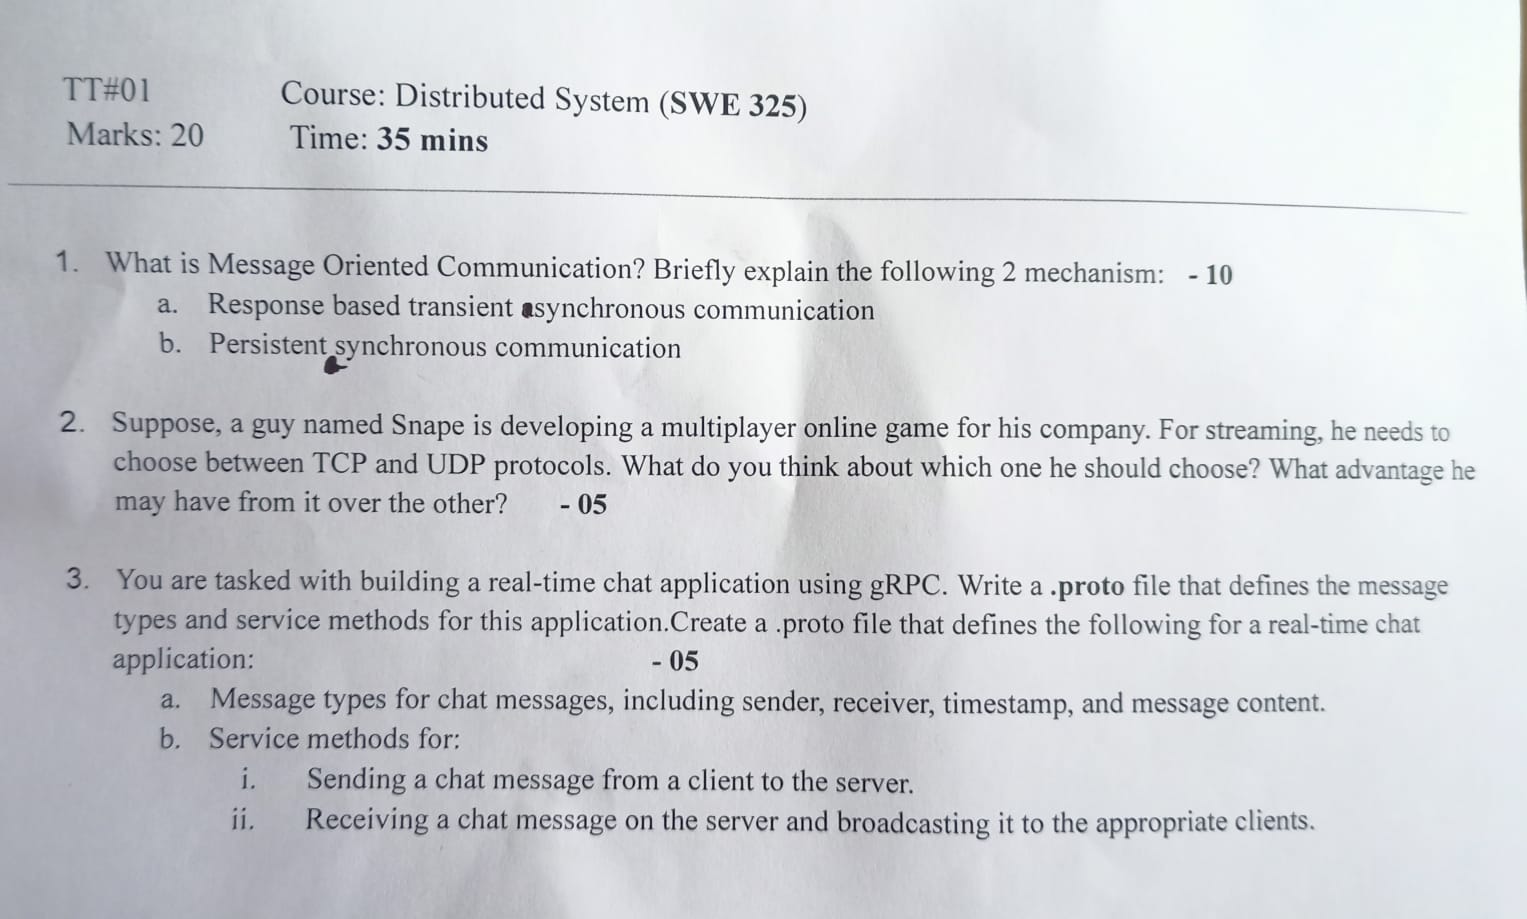 TT#01 Course: Distributed System (SWE 325)
Marks: 20 Time: 35 mins
1. What is Message Oriented Communication? Briefly explain the following 2 mechanism: - 10
a. Response based transient asynchronous communication
b. Persistent synchronous communication
2. Suppose, a guy named Snape is developing a multiplayer online game for his company. For streaming, he needs to
choose between TCP and UDP protocols. What do you think about which one he should choose? What advantage he
may have from it over the other? - 05
3. You are tasked with building a real-time chat application using gRPC. Write a .proto file that defines the message
types and service methods for this application.Create a .proto file that defines the following for a real-time chat
application: - 05
a. Message types for chat messages, including sender, receiver, timestamp, and message content.
b. Service methods for:
i. Sending a chat message from a client to the server.
ii. Receiving a chat message on the server and broadcasting it to the appropriate clients.